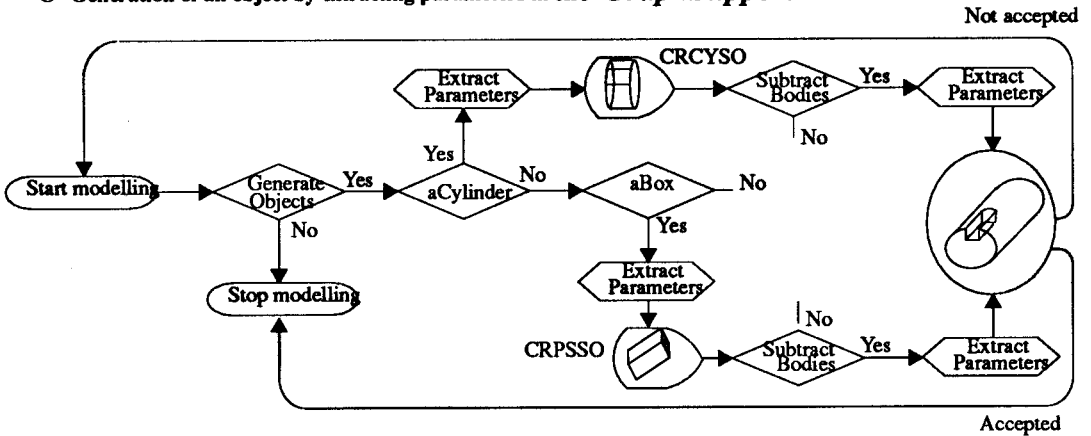 Not accepted
CRCYSO
Extract
Parameters
Subtract
Bodies
Yes
Extract
Parameters
No
Yes
Start modelling
Generate
Objects
Yes
aCylinder
No
aBox
No
No
Yes
Extract
Parameters
Stop modelling
No
CRPSSO
Subtract
Bodies
Yes
Extract
Parameters
Accepted